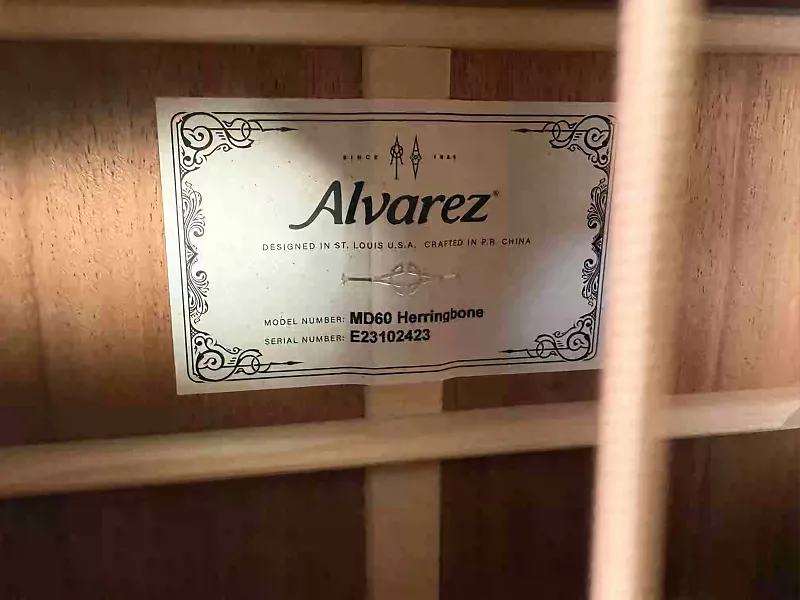 SINCE 1965
Alvarez®
DESIGNED IN ST. LOUIS U.S.A. CRAFTED IN P.R. CHINA
MODEL NUMBER: MD60 Herringbone
SERIAL NUMBER: E23102423